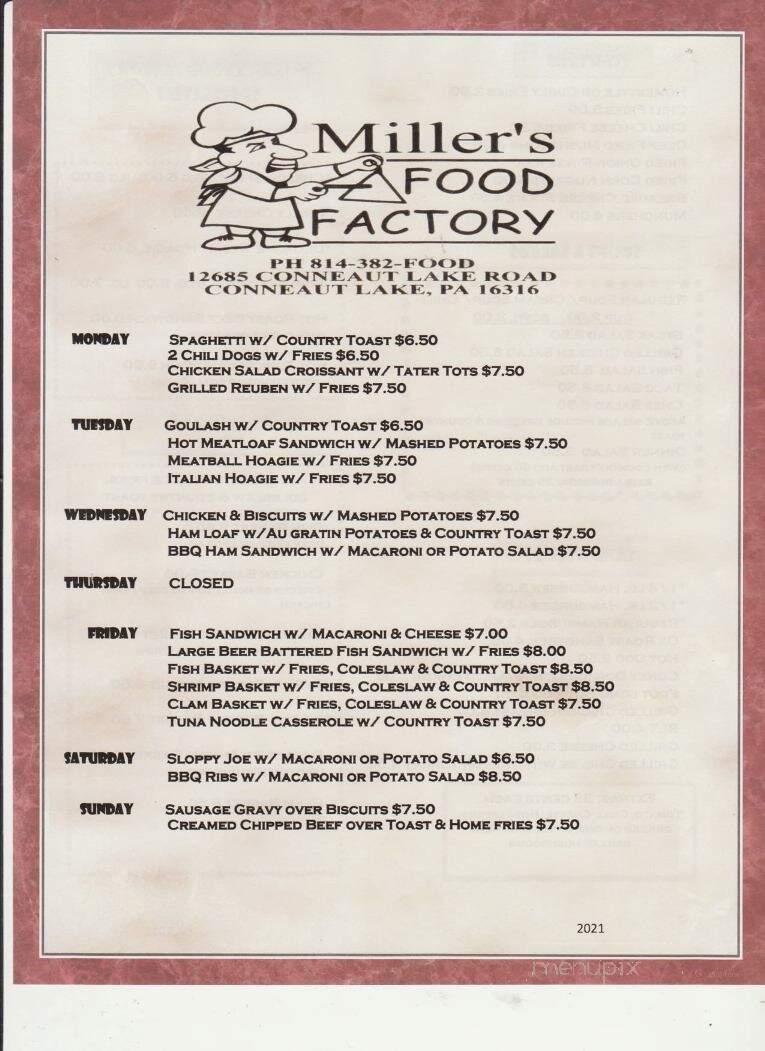 Miller's
FOOD
FACTORY
PH 814-382-FOOD
12685 CONNEAUT LAKE ROAD
CONNEAUT LAKE, PA 16316
MONDAY SPAGHETTI W/ COUNTRY TOAST $6.50
2 CHILI DOGS W/ FRIES $6.50
CHICKEN SALAD CROISSANT W/ TATER TOTS $7.50
GRILLED REUBEN W/ FRIES $7.50
TUESDAY GOULASH W/ COUNTRY TOAST $6.50
HOT MEATLOAF SANDWICH W/ MASHED POTATOES $7.50
MEATBALL HOAGIE W/ FRIES $7.50
ITALIAN HOAGIE W/ FRIES $7.50
WEDNESDAY CHICKEN & BISCUITS W/ MASHED POTATOES $7.50
HAM LOAF W/AU GRATIN POTATOES & COUNTRY TOAST $7.50
BBQ HAM SANDWICH W/ MACARONI OR POTATO SALAD $7.50
THURSDAY CLOSED
FRIDAY FISH SANDWICH W/ MACARONI & CHEESE $7.00
LARGE BEER BATTERED FISH SANDWICH W/ FRIES $8.00
FISH BASKET W/ FRIES, COLESLAW & COUNTRY TOAST $8.50
SHRIMP BASKET W/ FRIES, COLESLAW & COUNTRY TOAST $8.50
CLAM BASKET W/ FRIES, COLESLAW & COUNTRY TOAST $7.50
TUNA NOODLE CASSEROLE W/ COUNTRY TOAST $7.50
SATURDAY SLOPPY JOE W/ MACARONI OR POTATO SALAD $6.50
BBQ RIBS W/ MACARONI OR POTATO SALAD $8.50
SUNDAY SAUSAGE GRAVY OVER BISCUITS $7.50
CREAMED CHIPPED BEEF OVER TOAST & HOME FRIES $7.50
2021
menupix